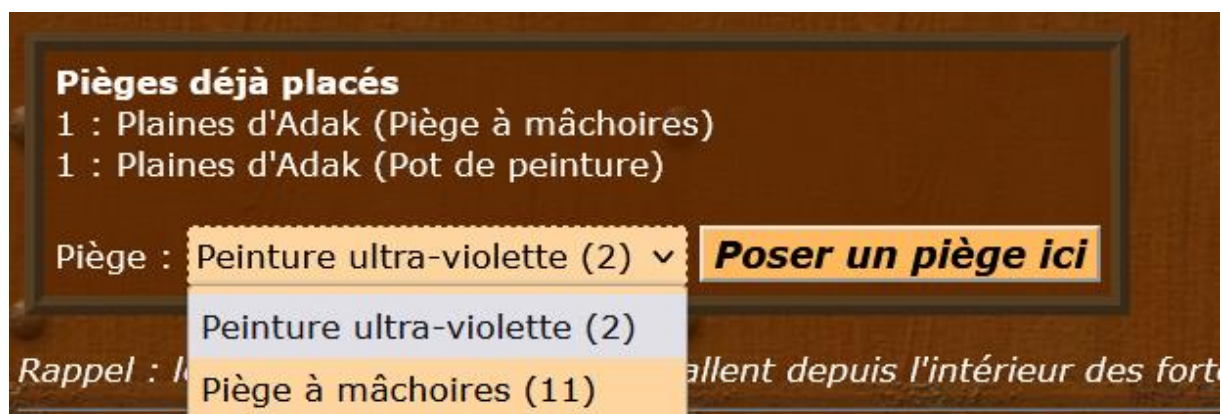 Pièges déjà placés
1 : Plaines d'Adak (Piège à mâchoires)
1 : Plaines d'Adak (Pot de peinture)
Piège : Peinture ultra-violette (2) Poser un piège ici
Peinture ultra-violette (2)
Rappel : allent depuis l'intérieur des
Piège à mâchoires (11)